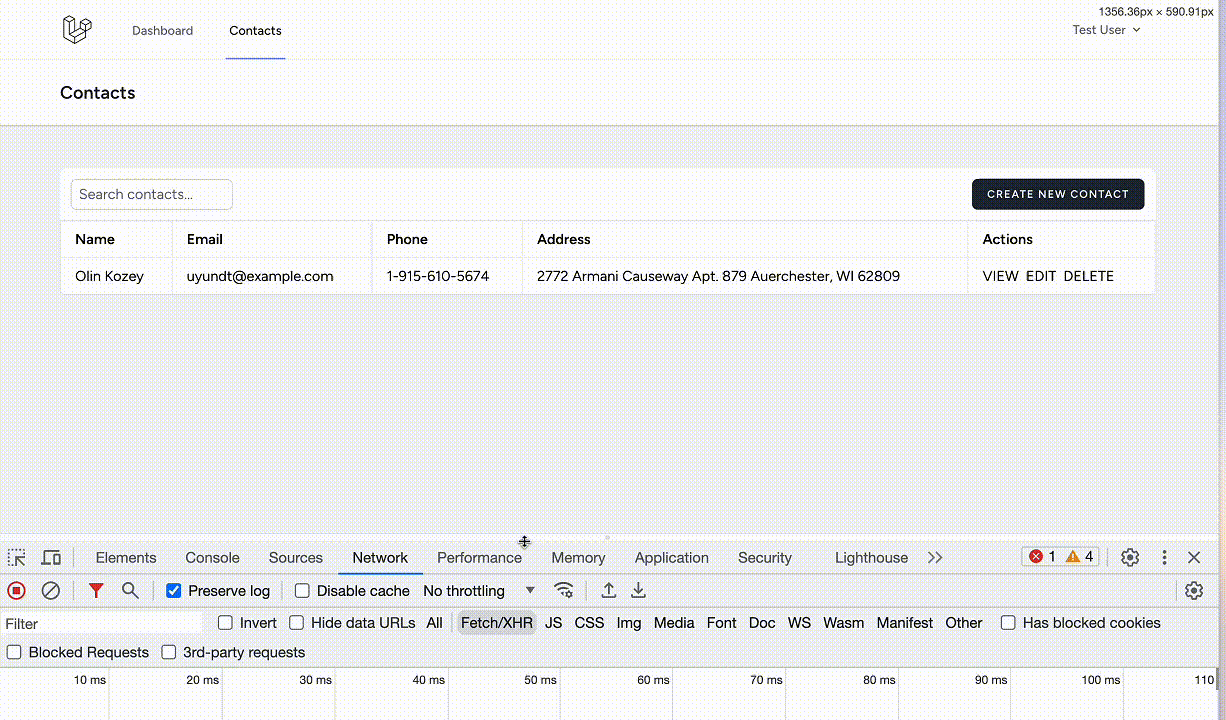 1356.36px × 590.91px
Dashboard Contacts Test User
Contacts
Search contacts... CREATE NEW CONTACT
Name Email Phone Address Actions
Olin Kozey uyundt@example.com 1-915-610-5674 2772 Armani Causeway Apt. 879 Auerchester, WI 62809 VIEW EDIT DELETE
Elements Console Sources Network Performance Memory Application Security Lighthouse 1 4
Preserve log Disable cache No throttling
Filter Invert Hide data URLs All Fetch/XHR JS CSS Img Media Font Doc WS Wasm Manifest Other Has blocked cookies
Blocked Requests 3rd-party requests
10 ms 20 ms 30 ms 40 ms 50 ms 60 ms 70 ms 80 ms 90 ms 100 ms 110